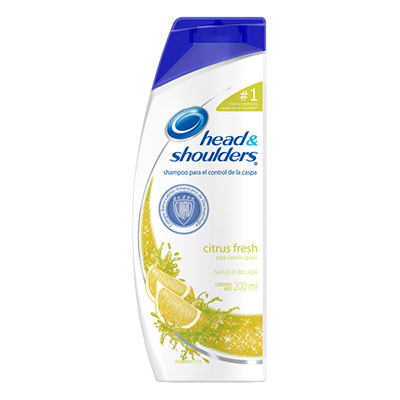 #1
head&
shoulders®
shampoo para el control de la caspa
citrus fresh
para cabello graso
SALUD ES BELLEZA
200 ml